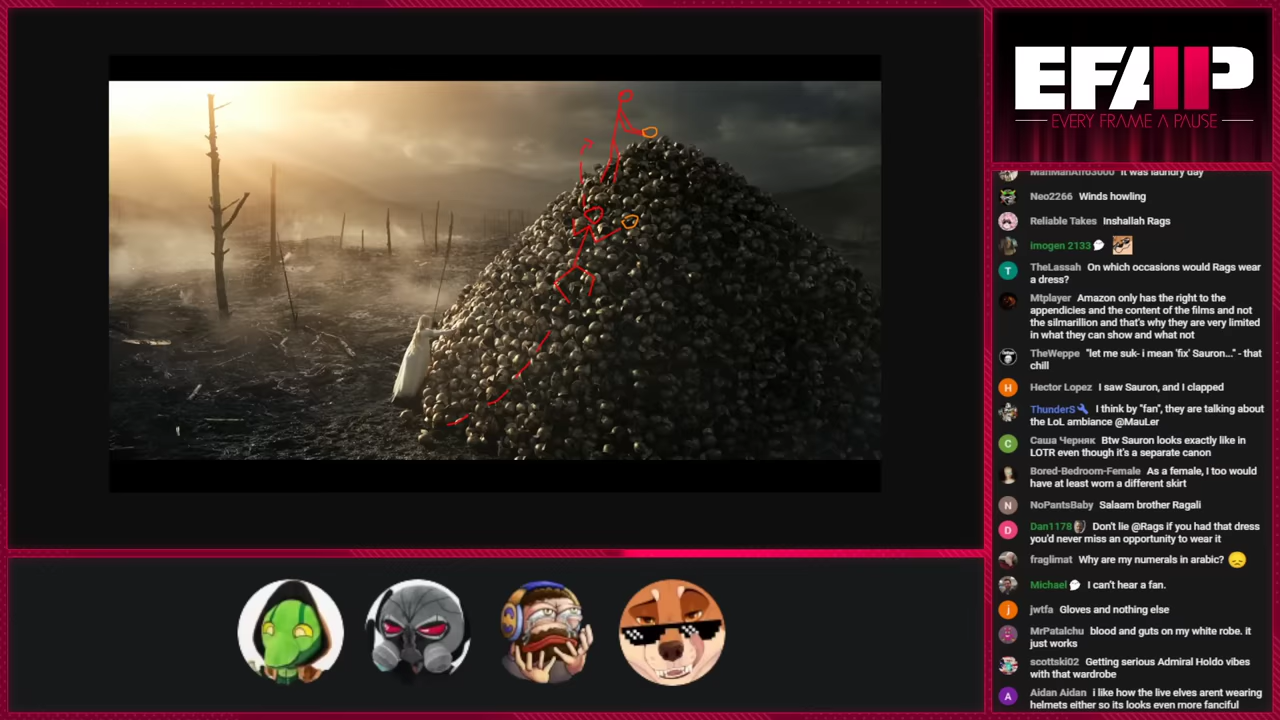 EFAP
EVERY FRAME A PAUSE
ManManAfro3000 It was laundry day
Neo2266 Winds howling
Reliable Takes Inshallah Rags
imogen 2133
TheLassah On which occasions would Rags wear
a dress?
Mtplayer Amazon only has the right to the
appendicies and the content of the films and not
the silmarillion and that's why they are very limited
in what they can show and what not
TheWeppe "let me suk- i mean 'fix' Sauron..." - that
chill
Hector Lopez I saw Sauron, and I clapped
ThunderS I think by "fan", they are talking about
the LoL ambiance @MauLer
T
H
C
Саша Черняк Btw Sauron looks exactly like in
LOTR even though it's a separate canon
Bored-Bedroom-Female As a female, I too would
have at least worn a different skirt
N
NoPantsBaby Salaam brother Ragali
Dan1178 Don't lie @Rags if you had that dress
you'd never miss an opportunity to wear it
fraglimat Why are my numerals in arabic?
Michael I can't hear a fan.
j
jwtfa Gloves and nothing else
MrPatalchu blood and guts on my white robe. it
just works
scottski02 Getting serious Admiral Holdo vibes
with that wardrobe
A
Aidan Aidan i like how the live elves arent wearing
helmets either so its looks even more fanciful